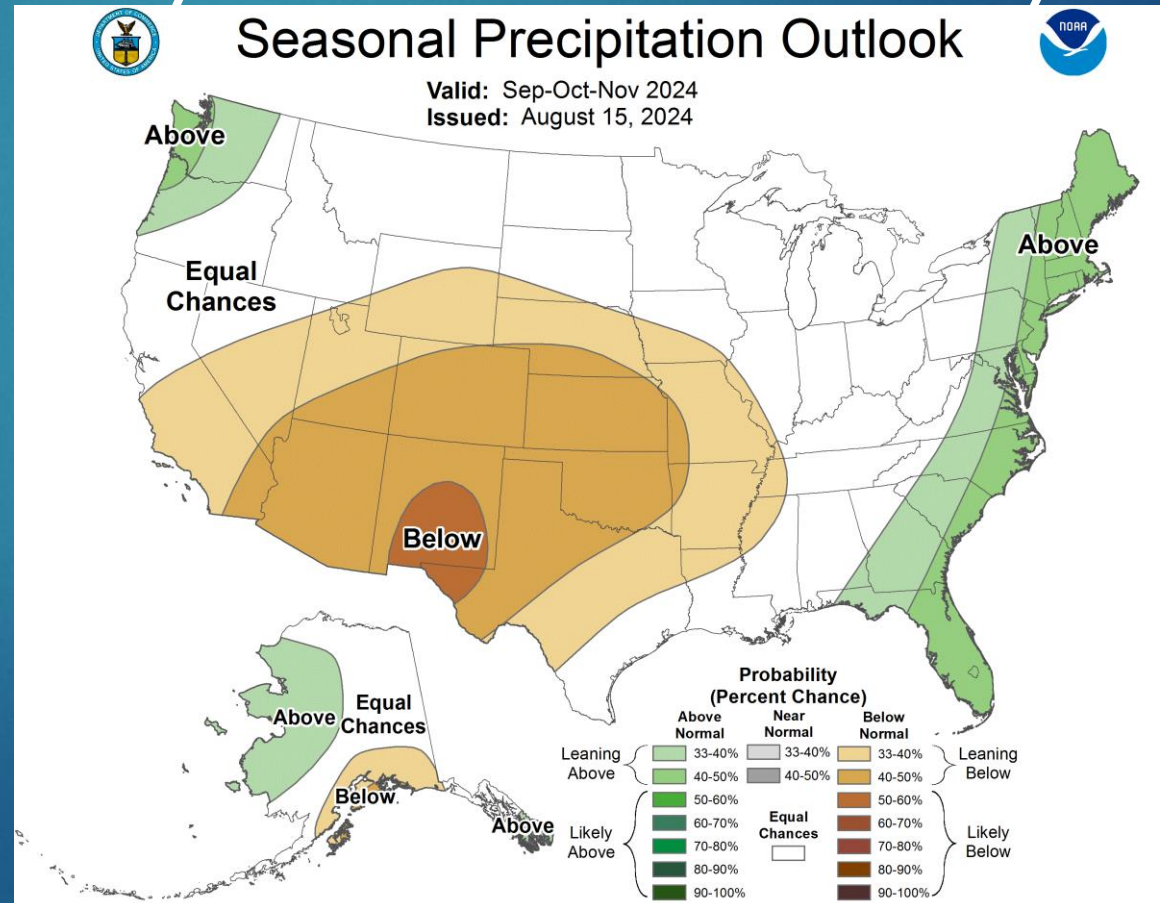 Seasonal Precipitation Outlook
NOAA
Valid: Sep-Oct-Nov 2024
Issued: August 15, 2024
Above
Equal
Chances
Above
Below
Above
Equal
Chances
Below
Above
Probability
(Percent Chance)
Above
Normal
Near
Normal
Below
Normal
Leaning
Above
33-40%
33-40%
33-40%
Leaning
Below
40-50%
40-50%
40-50%
Likely
Above
50-60%
50-60%
Likely
Below
60-70%
60-70%
70-80%
70-80%
80-90%
80-90%
90-100%
90-100%
Equal
Chances